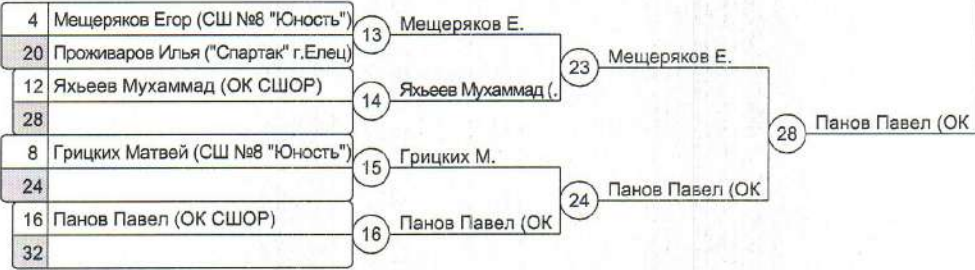 4 Мещеряков Егор (СШ №8 "Юность")
20 Проживаров Илья ("Спартак" г.Елец)
13 Мещеряков Е.
12 Яхьеев Мухаммад (ОК СШОР)
28
14 Яхьеев Мухаммад (.
23 Мещеряков Е.
8 Грицких Матвей (СШ №8 "Юность")
24
15 Грицких М.
16 Панов Павел (ОК СШОР)
32
16 Панов Павел (ОК
24 Панов Павел (ОК
28 Панов Павел (ОК